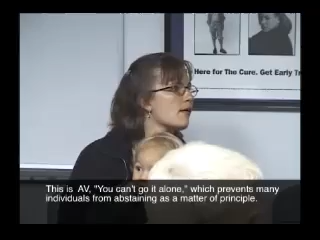 Here for The Cure. Get Early Tr
This is  AV, "You can't go it alone," which prevents many
individuals from abstaining as a matter of principle.